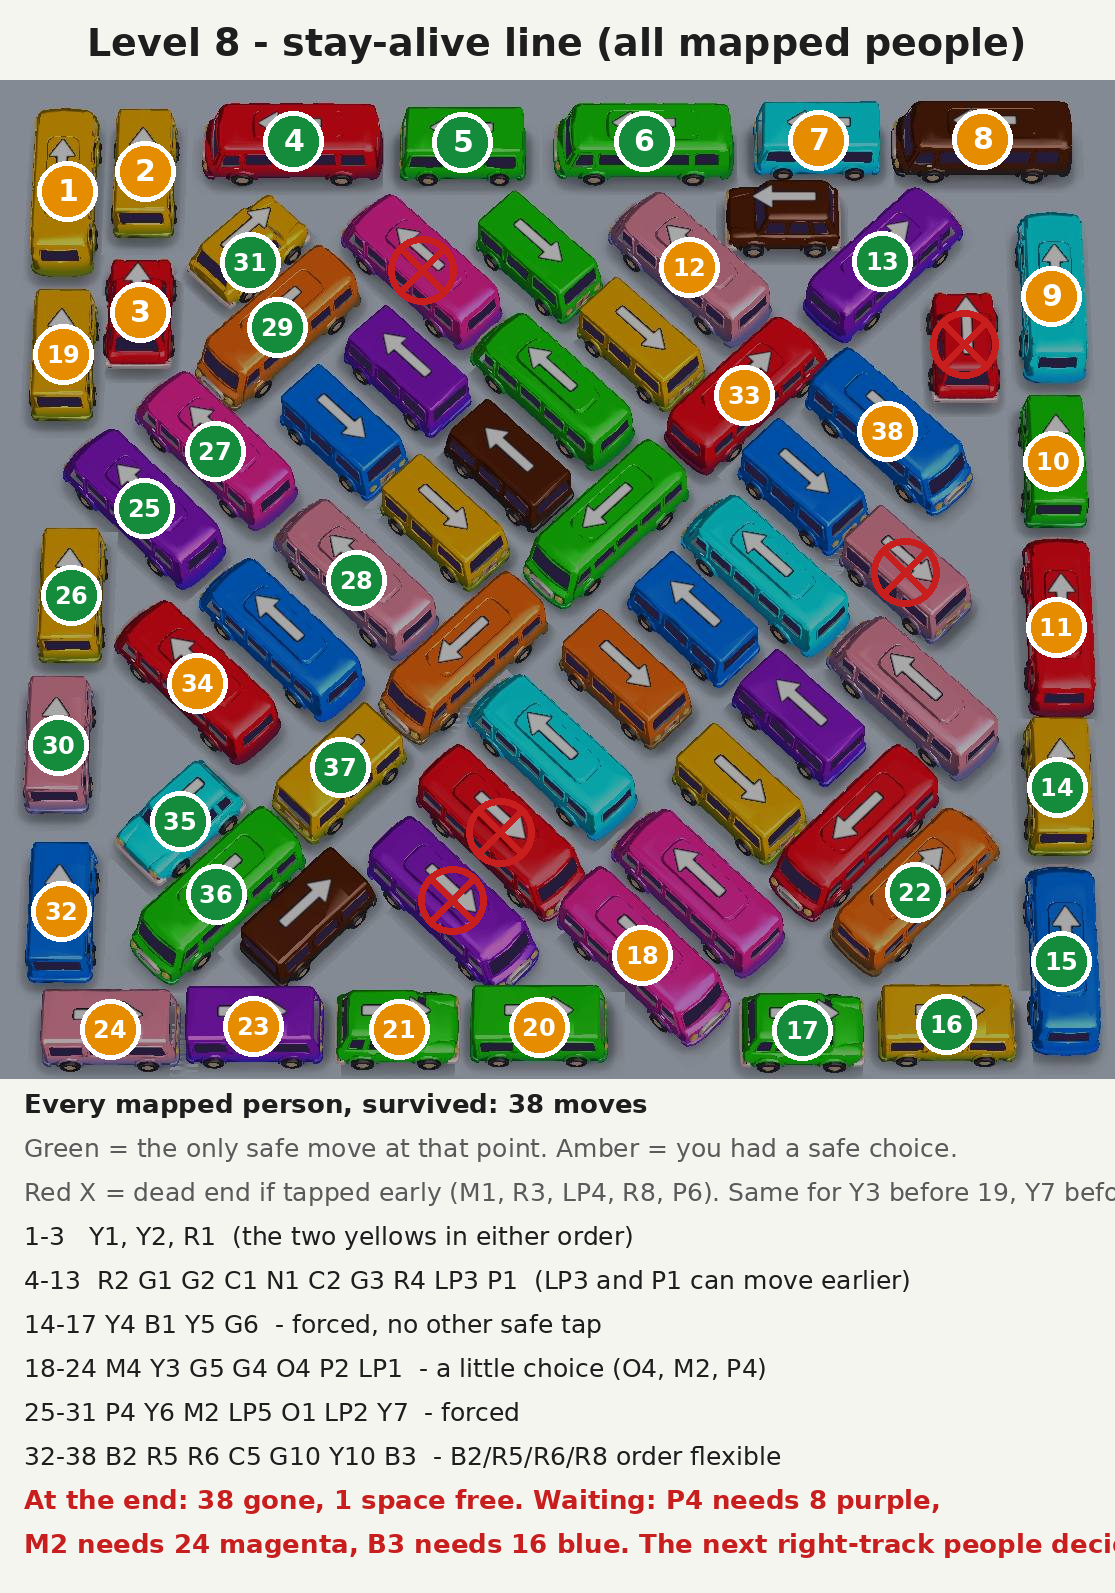 Level 8 - stay-alive line (all mapped people)
1 2 4 5 6 7 8
31 12 13
3 29 9
19 33
27 38 10
25
26 28 11
34
30 37 14
35
32 36 22
18 15
24 23 21 20 17 16
Every mapped person, survived: 38 moves
Green = the only safe move at that point. Amber = you had a safe choice.
Red X = dead end if tapped early (M1, R3, LP4, R8, P6). Same for Y3 before 19, Y7 befo
1-3 Y1, Y2, R1 (the two yellows in either order)
4-13 R2 G1 G2 C1 N1 C2 G3 R4 LP3 P1 (LP3 and P1 can move earlier)
14-17 Y4 B1 Y5 G6 - forced, no other safe tap
18-24 M4 Y3 G5 G4 O4 P2 LP1 - a little choice (O4, M2, P4)
25-31 P4 Y6 M2 LP5 O1 LP2 Y7 - forced
32-38 B2 R5 R6 C5 G10 Y10 B3 - B2/R5/R6/R8 order flexible
At the end: 38 gone, 1 space free. Waiting: P4 needs 8 purple,
M2 needs 24 magenta, B3 needs 16 blue. The next right-track people deci